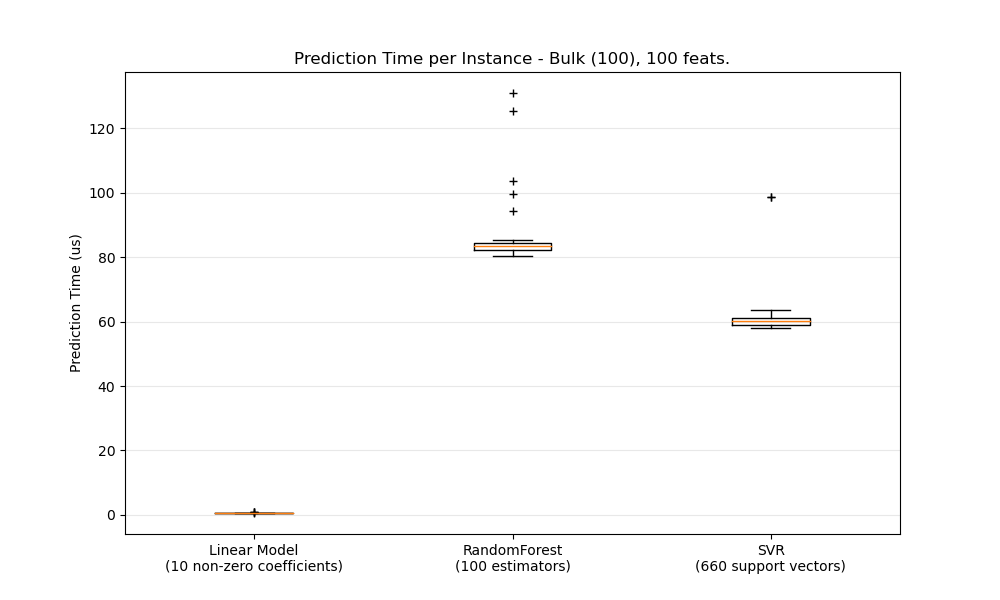 Prediction Time per Instance - Bulk (100), 100 feats.
Prediction Time (us)
120
100
80
60
40
20
0
Linear Model
(10 non-zero coefficients)
RandomForest
(100 estimators)
SVR
(660 support vectors)